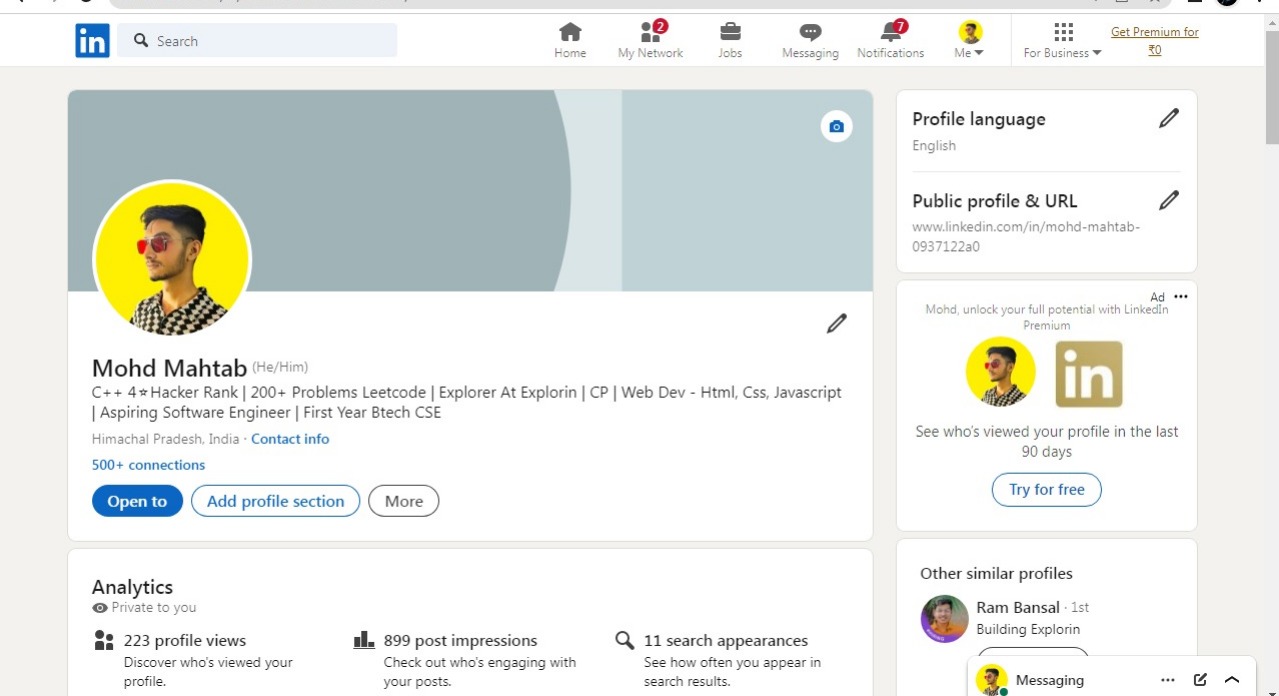 in
Search
Home
2
My Network
Jobs
Messaging
7
Notifications
Me
For Business
Get Premium for
₹0
Profile language
English
Public profile & URL
www.linkedin.com/in/mohd-mahtab-
0937122a0
Mohd Mahtab (He/Him)
C++ 4⭐Hacker Rank | 200+ Problems Leetcode | Explorer At Explorin | CP | Web Dev - Html, Css, Javascript
| Aspiring Software Engineer | First Year Btech CSE
Himachal Pradesh, India · Contact info
500+ connections
Open to
Add profile section
More
Ad
Mohd, unlock your full potential with LinkedIn
Premium
in
See who's viewed your profile in the last
90 days
Try for free
Analytics
Private to you
223 profile views
Discover who's viewed your
profile.
899 post impressions
Check out who's engaging with
your posts.
11 search appearances
See how often you appear in
search results.
Other similar profiles
Ram Bansal · 1st
Building Explorin
Messaging